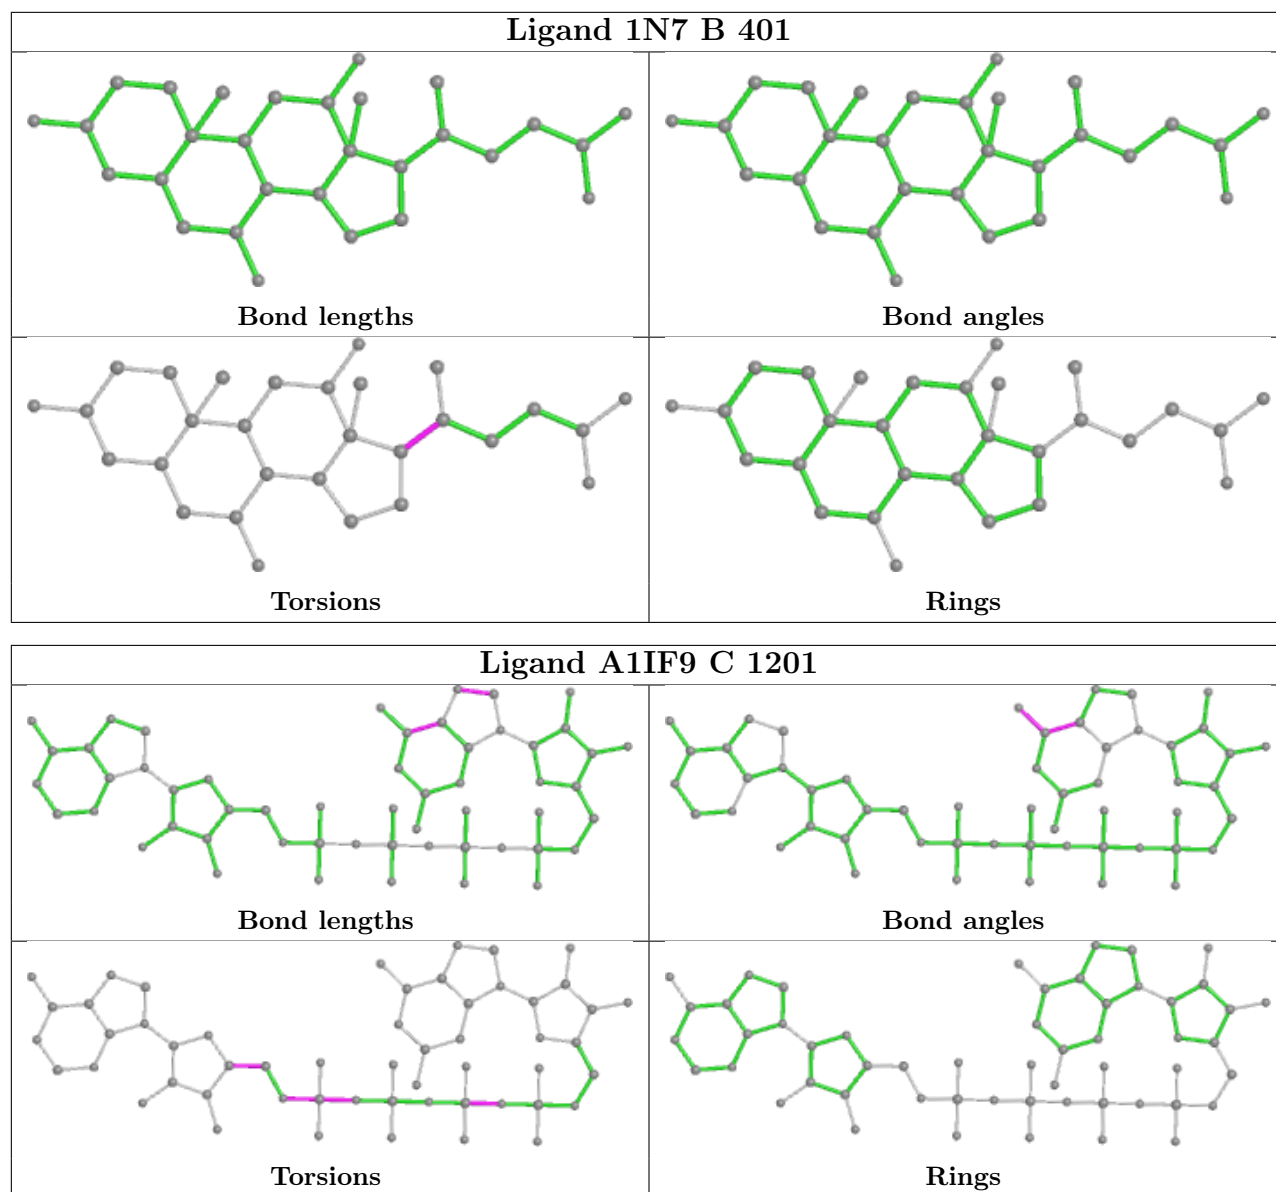 Ligand 1N7 B 401
Bond lengths
Bond angles
Torsions
Rings
Ligand A1IF9 C 1201
Bond lengths
Bond angles
Torsions
Rings